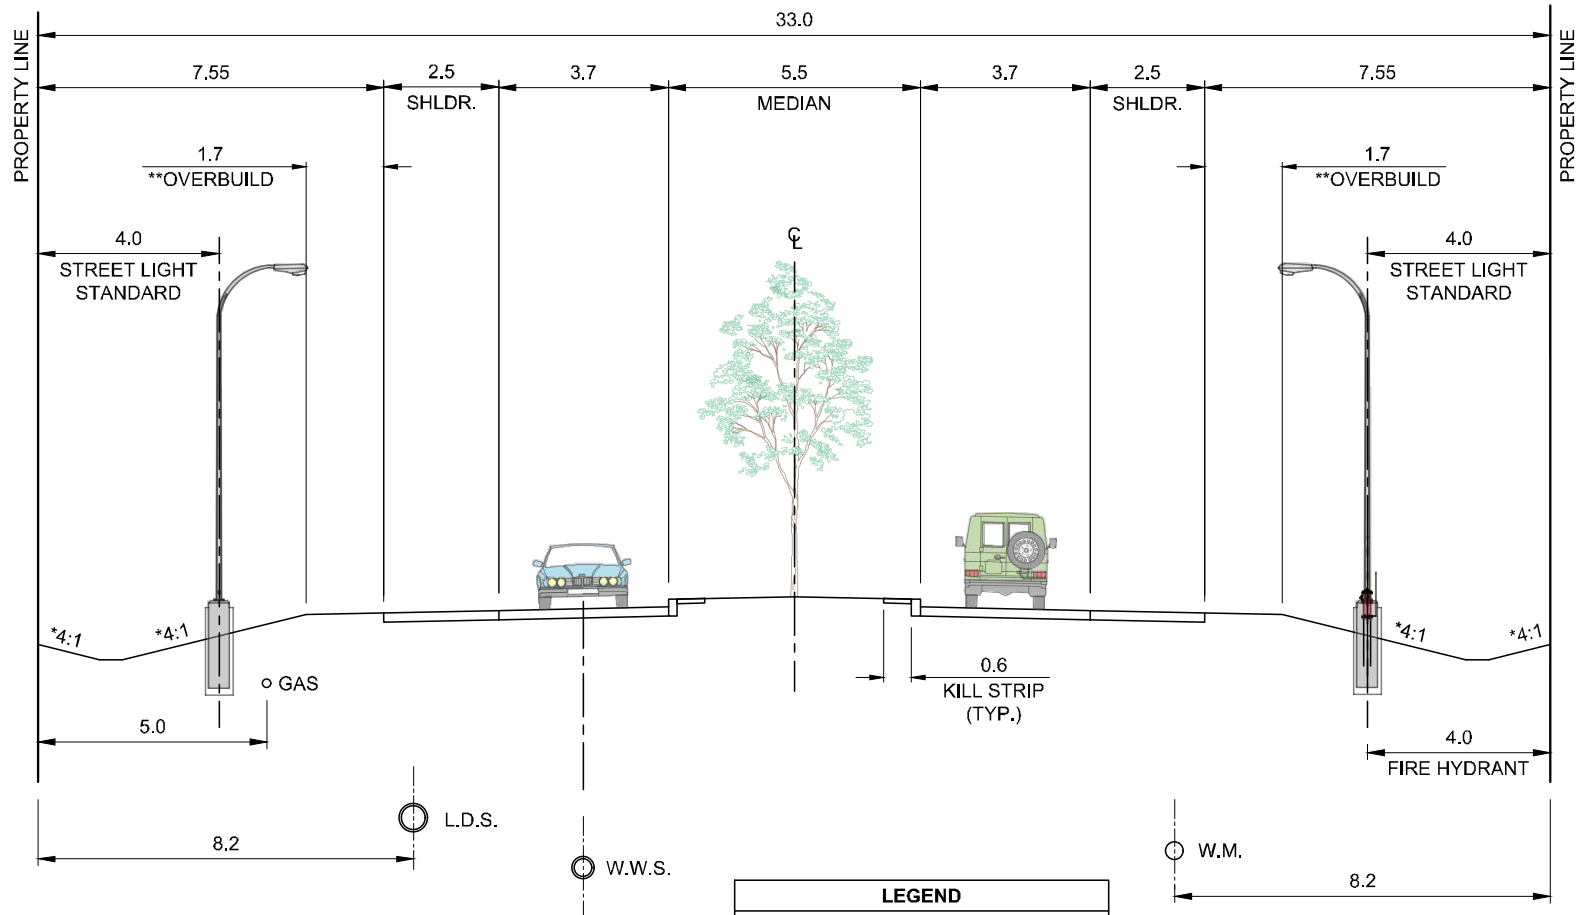 33.0
PROPERTY LINE
PROPERTY LINE
7.55
2.5
3.7
5.5
3.7
2.5
7.55
SHLDR.
MEDIAN
SHLDR.
1.7
**OVERBUILD
1.7
**OVERBUILD
4.0
STREET LIGHT
STANDARD
℄
4.0
STREET LIGHT
STANDARD
*4:1
*4:1
*4:1
*4:1
GAS
0.6
KILL STRIP
(TYP.)
5.0
4.0
FIRE HYDRANT
L.D.S.
8.2
W.W.S.
W.M.
8.2
LEGEND